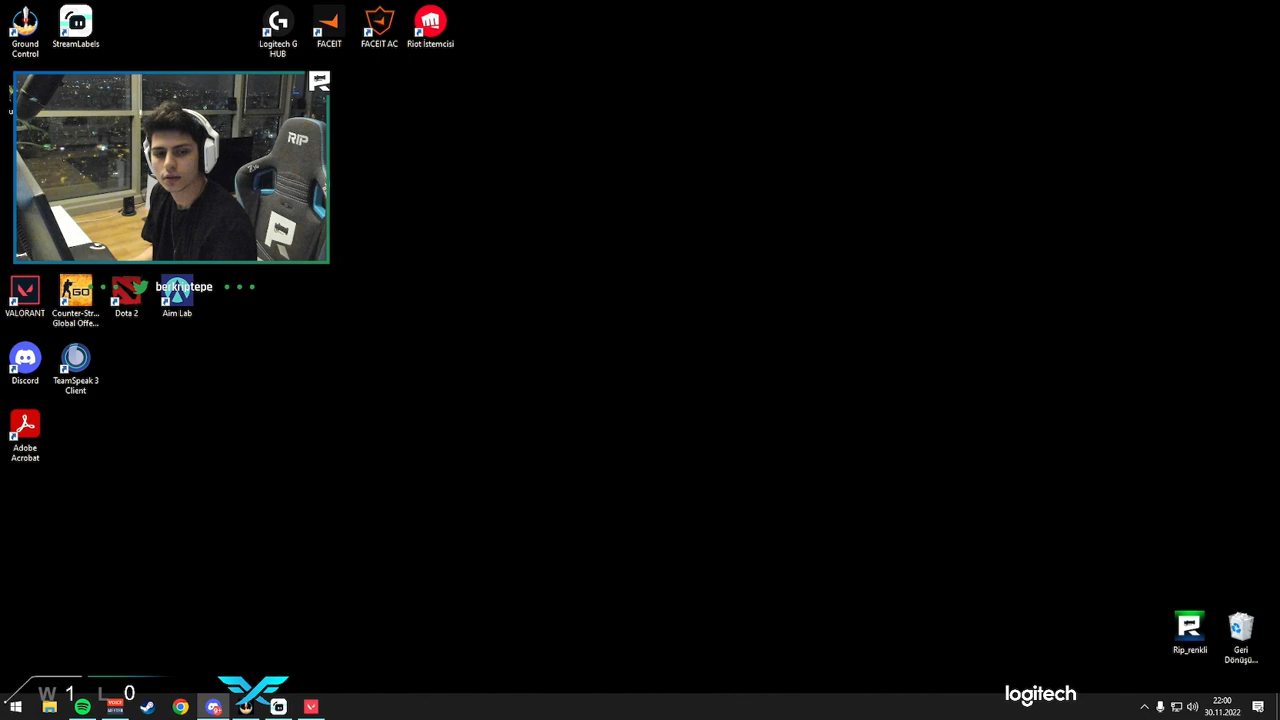 Ground
Control
StreamLabels
Logitech G
HUB
FACEIT
FACEIT AC
Riot İstemcisi
RIP
berkriptepe
VALORANT
Counter-Str...
Global Offe...
Dota 2
Aim Lab
Discord
TeamSpeak 3
Client
Adobe
Acrobat
Rip_renkli
Geri
Dönüşü...
W 1 L 0
logitech
22:00
30.11.2022